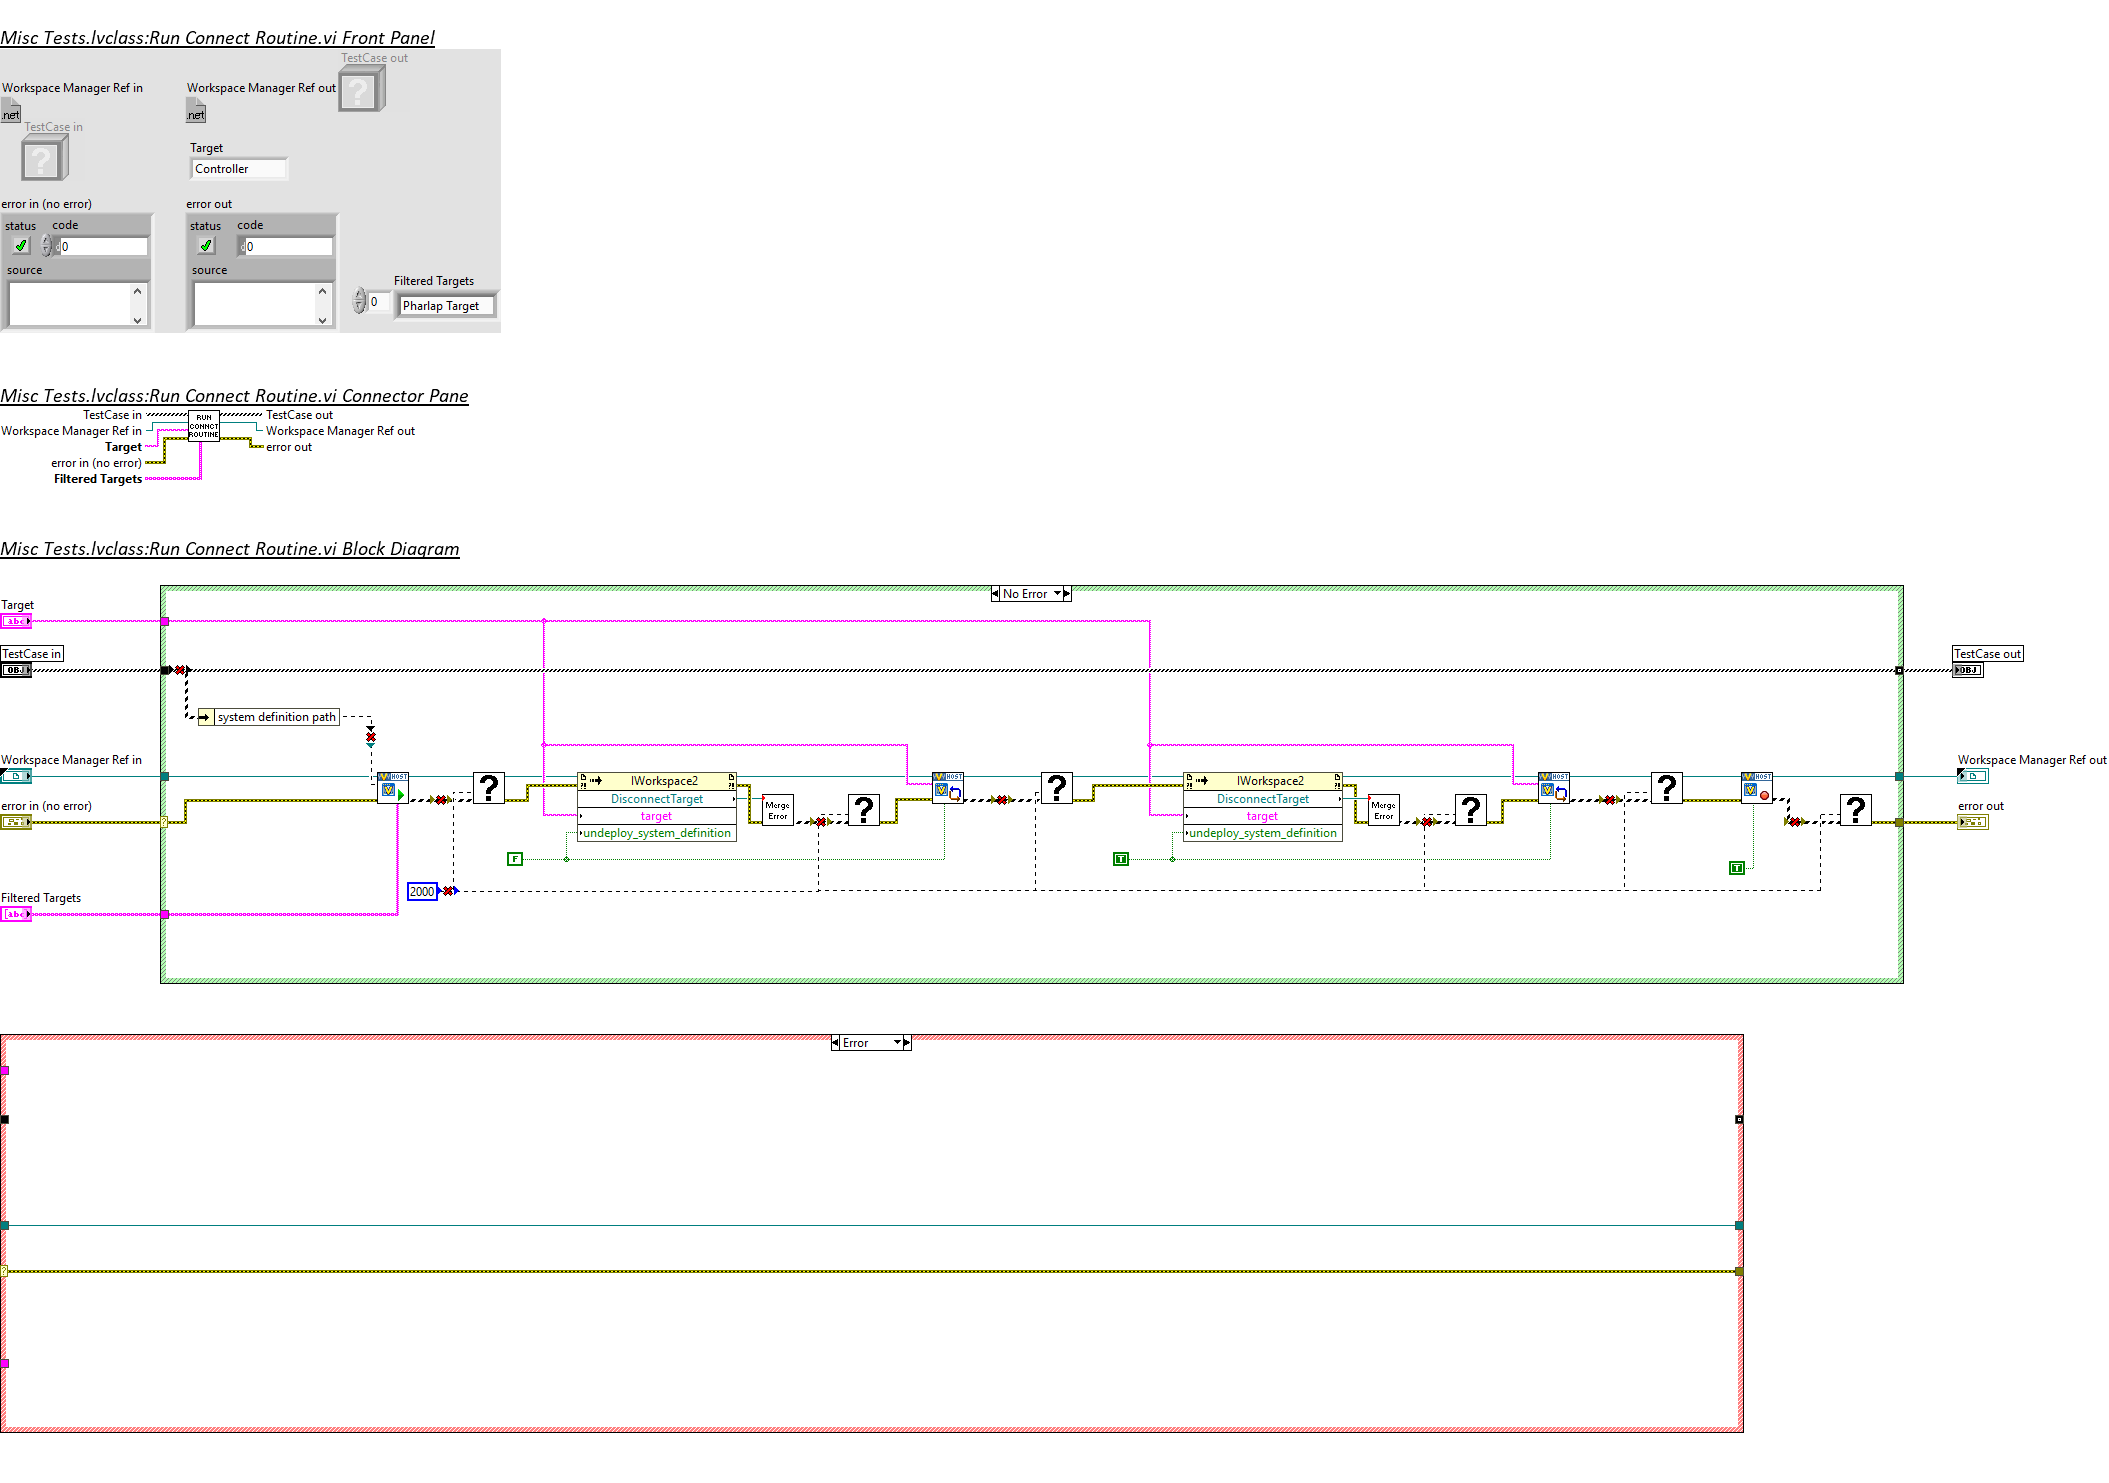 Misc Tests.lvclass:Run Connect Routine.vi Front Panel
TestCase out
Workspace Manager Ref in
Workspace Manager Ref out
?
.net
.net
TestCase in
?
Target
Controller
error in (no error)
error out
status code
status code
0
0
source
source
Filtered Targets
0
Pharlap Target
Misc Tests.lvclass:Run Connect Routine.vi Connector Pane
TestCase in
TestCase out
RUN
CONNCT
ROUTINE
Workspace Manager Ref in
Workspace Manager Ref out
Target
error out
error in (no error)
Filtered Targets
Misc Tests.lvclass:Run Connect Routine.vi Block Diagram
No Error
Target
abc
TestCase in
OBJ
TestCase out
OBJ
system definition path
Workspace Manager Ref in
Workspace Manager Ref out
HOST
?
IWorkspace2
DisconnectTarget
target
undeploy_system_definition
Merge
Error
?
HOST
?
IWorkspace2
DisconnectTarget
target
undeploy_system_definition
Merge
Error
?
HOST
?
HOST
?
error in (no error)
error out
?
F
T
T
2000
Filtered Targets
abc
Error
?